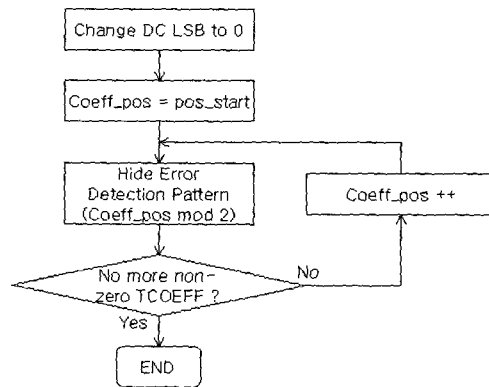 Change DC LSB to 0
Coeff_pos = pos_start
Hide Error
Detection Pattern
(Coeff_pos mod 2)
Coeff_pos ++
No more non-
zero TCOEFF ?
No
Yes
END